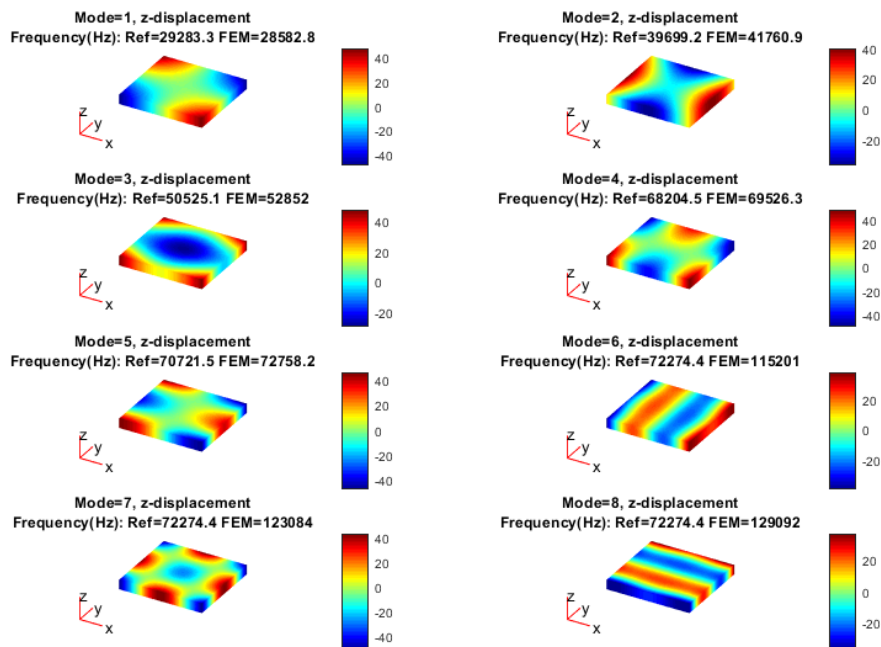 Mode=1, z-displacement
Frequency(Hz): Ref=29283.3 FEM=28582.8
40
20
0
-20
-40
z
y
x
Mode=2, z-displacement
Frequency(Hz): Ref=39699.2 FEM=41760.9
40
20
0
-20
z
y
x
Mode=3, z-displacement
Frequency(Hz): Ref=50525.1 FEM=52852
40
20
0
-20
z
y
x
Mode=4, z-displacement
Frequency(Hz): Ref=68204.5 FEM=69526.3
40
20
0
-20
-40
z
y
x
Mode=5, z-displacement
Frequency(Hz): Ref=70721.5 FEM=72758.2
40
20
0
-20
-40
z
y
x
Mode=6, z-displacement
Frequency(Hz): Ref=72274.4 FEM=115201
20
0
-20
z
y
x
Mode=7, z-displacement
Frequency(Hz): Ref=72274.4 FEM=123084
40
20
0
-20
-40
z
y
x
Mode=8, z-displacement
Frequency(Hz): Ref=72274.4 FEM=129092
20
0
-20
z
y
x